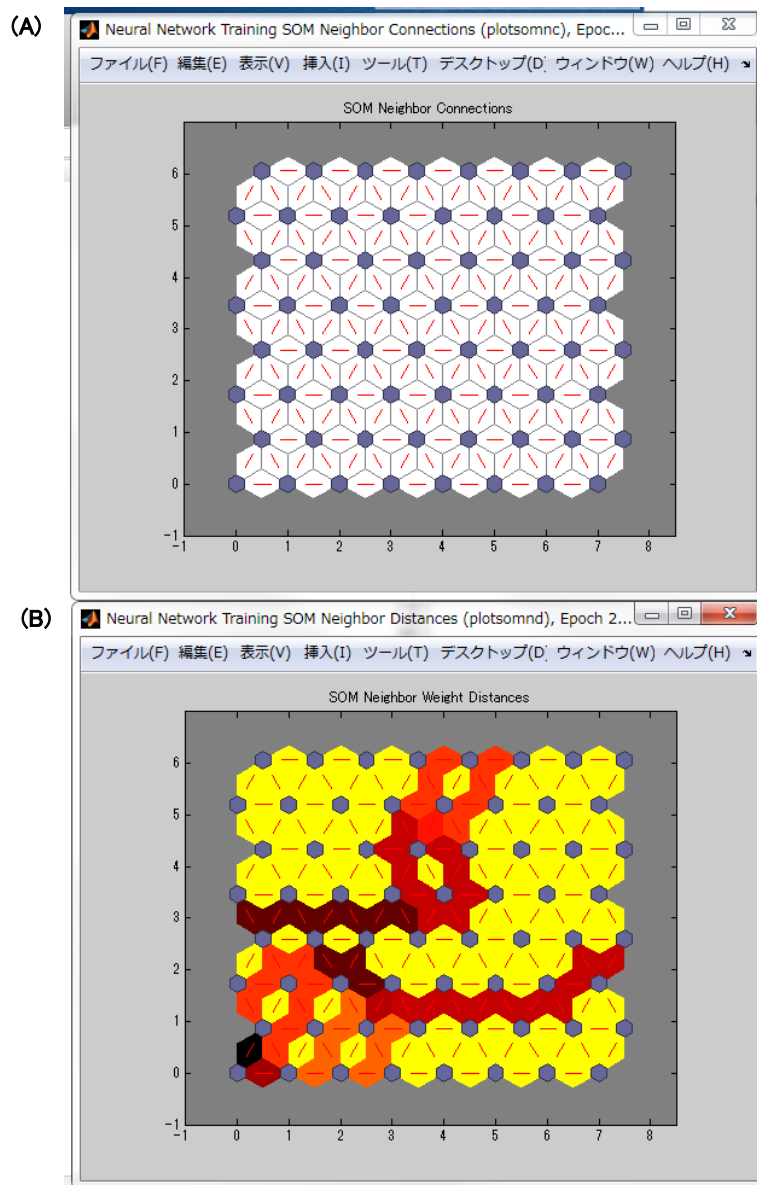 (A)
Neural Network Training SOM Neighbor Connections (plotsomnc), Epoc...
ファイル(F) 編集(E) 表示(V) 挿入(I) ツール(T) デスクトップ(D) ウィンドウ(W) ヘルプ(H)
SOM Neighbor Connections
6
5
4
3
2
1
0
-1
-1 0 1 2 3 4 5 6 7 8
(B)
Neural Network Training SOM Neighbor Distances (plotsomnd), Epoch 2...
ファイル(F) 編集(E) 表示(V) 挿入(I) ツール(T) デスクトップ(D) ウィンドウ(W) ヘルプ(H)
SOM Neighbor Weight Distances
6
5
4
3
2
1
0
-1
-1 0 1 2 3 4 5 6 7 8